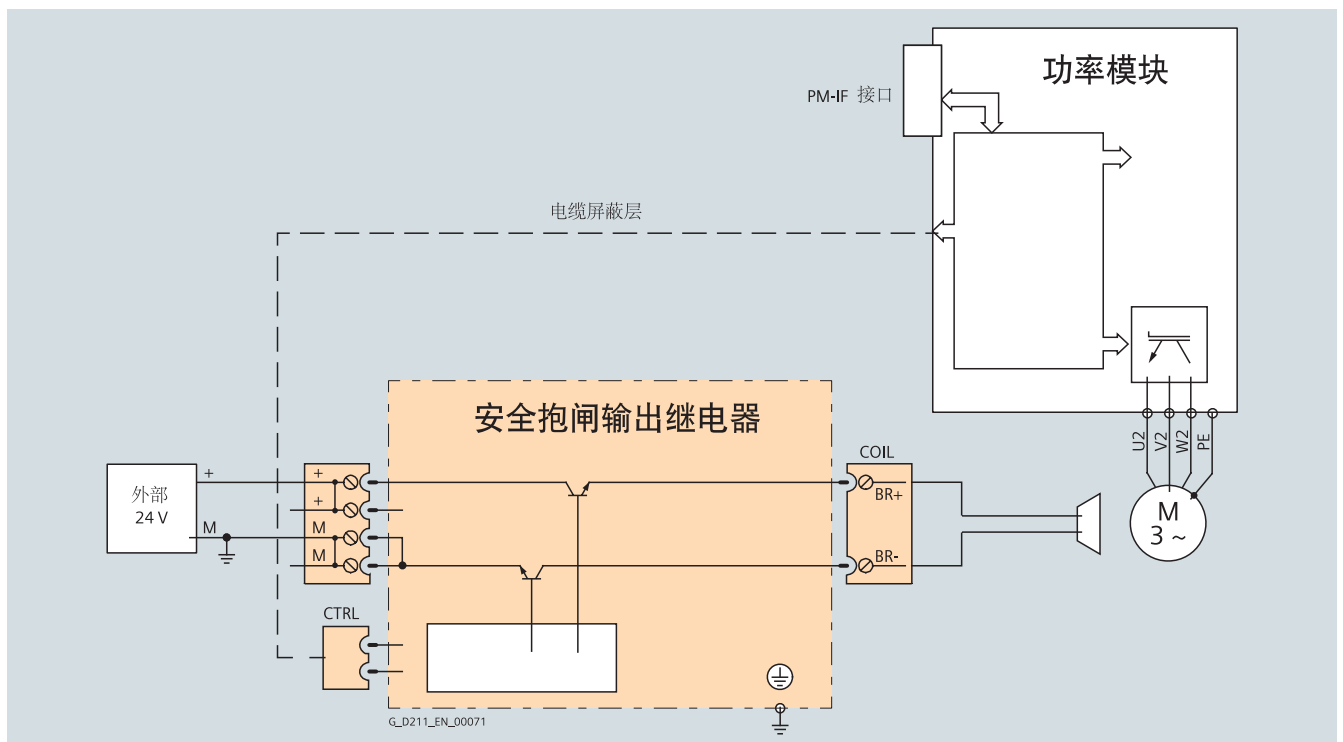 功率模块
PM-IF 接口
电缆屏蔽层
安全抱闸输出继电器
U2
V2
W2
PE
COIL
外部
24 V
+
M
+
+
M
M
BR+
BR-
M
3 ~
CTRL
G_D211_EN_00071